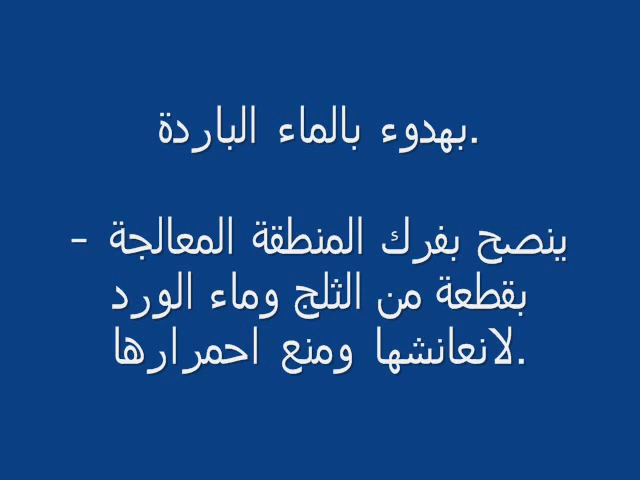 بهدوء بالماء الباردة.
ينصح بفرك المنطقة المعالجة -
بقطعة من الثلج وماء الورد
لانعانشها ومنع احمرارها.